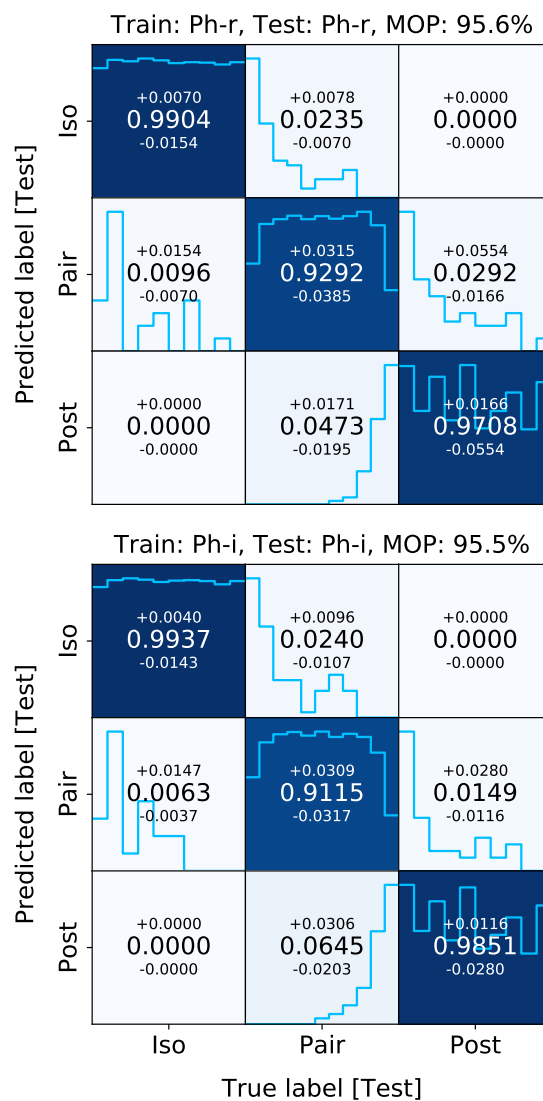 Train: Ph-r, Test: Ph-r, MOP: 95.6%
Predicted label [Test]
Iso
+0.0070 +0.0078 +0.0000
0.9904 0.0235 0.0000
-0.0154 -0.0070 -0.0000
Pair
+0.0154 +0.0315 +0.0554
0.0096 0.9292 0.0292
-0.0070 -0.0385 -0.0166
Post
+0.0000 +0.0171 +0.0166
0.0000 0.0473 0.9708
-0.0000 -0.0195 -0.0554
Train: Ph-i, Test: Ph-i, MOP: 95.5%
Predicted label [Test]
Iso
+0.0040 +0.0096 +0.0000
0.9937 0.0240 0.0000
-0.0143 -0.0107 -0.0000
Pair
+0.0147 +0.0309 +0.0280
0.0063 0.9115 0.0149
-0.0037 -0.0317 -0.0116
Post
+0.0000 +0.0306 +0.0116
0.0000 0.0645 0.9851
-0.0000 -0.0203 -0.0280
Iso Pair Post
True label [Test]